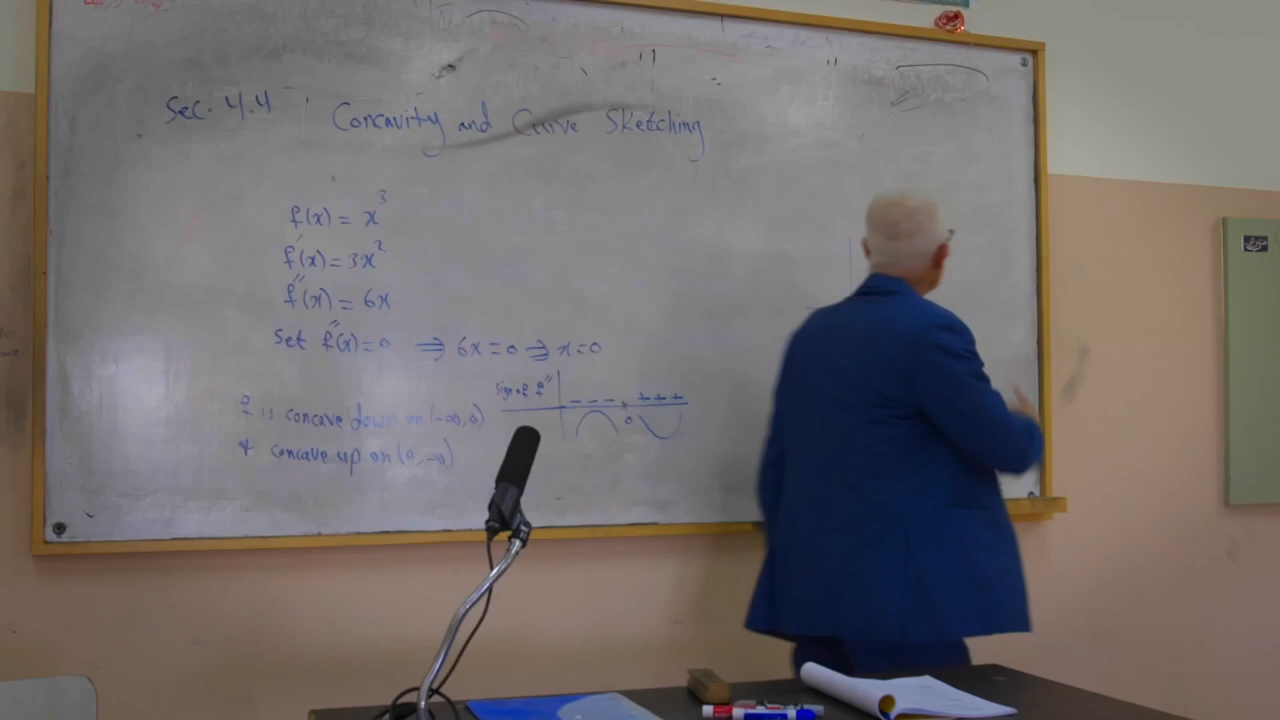 Sec. 4.4 Concavity and Curve Sketching
f(x) = x³
f′(x) = 3x²
f″(x) = 6x
Set f″(x)=0 ⇒ 6x=0 ⇒ x=0
sign of f″ - - - +++
0
f is concave down on (-∞,0)
& concave up on (0,-∞)